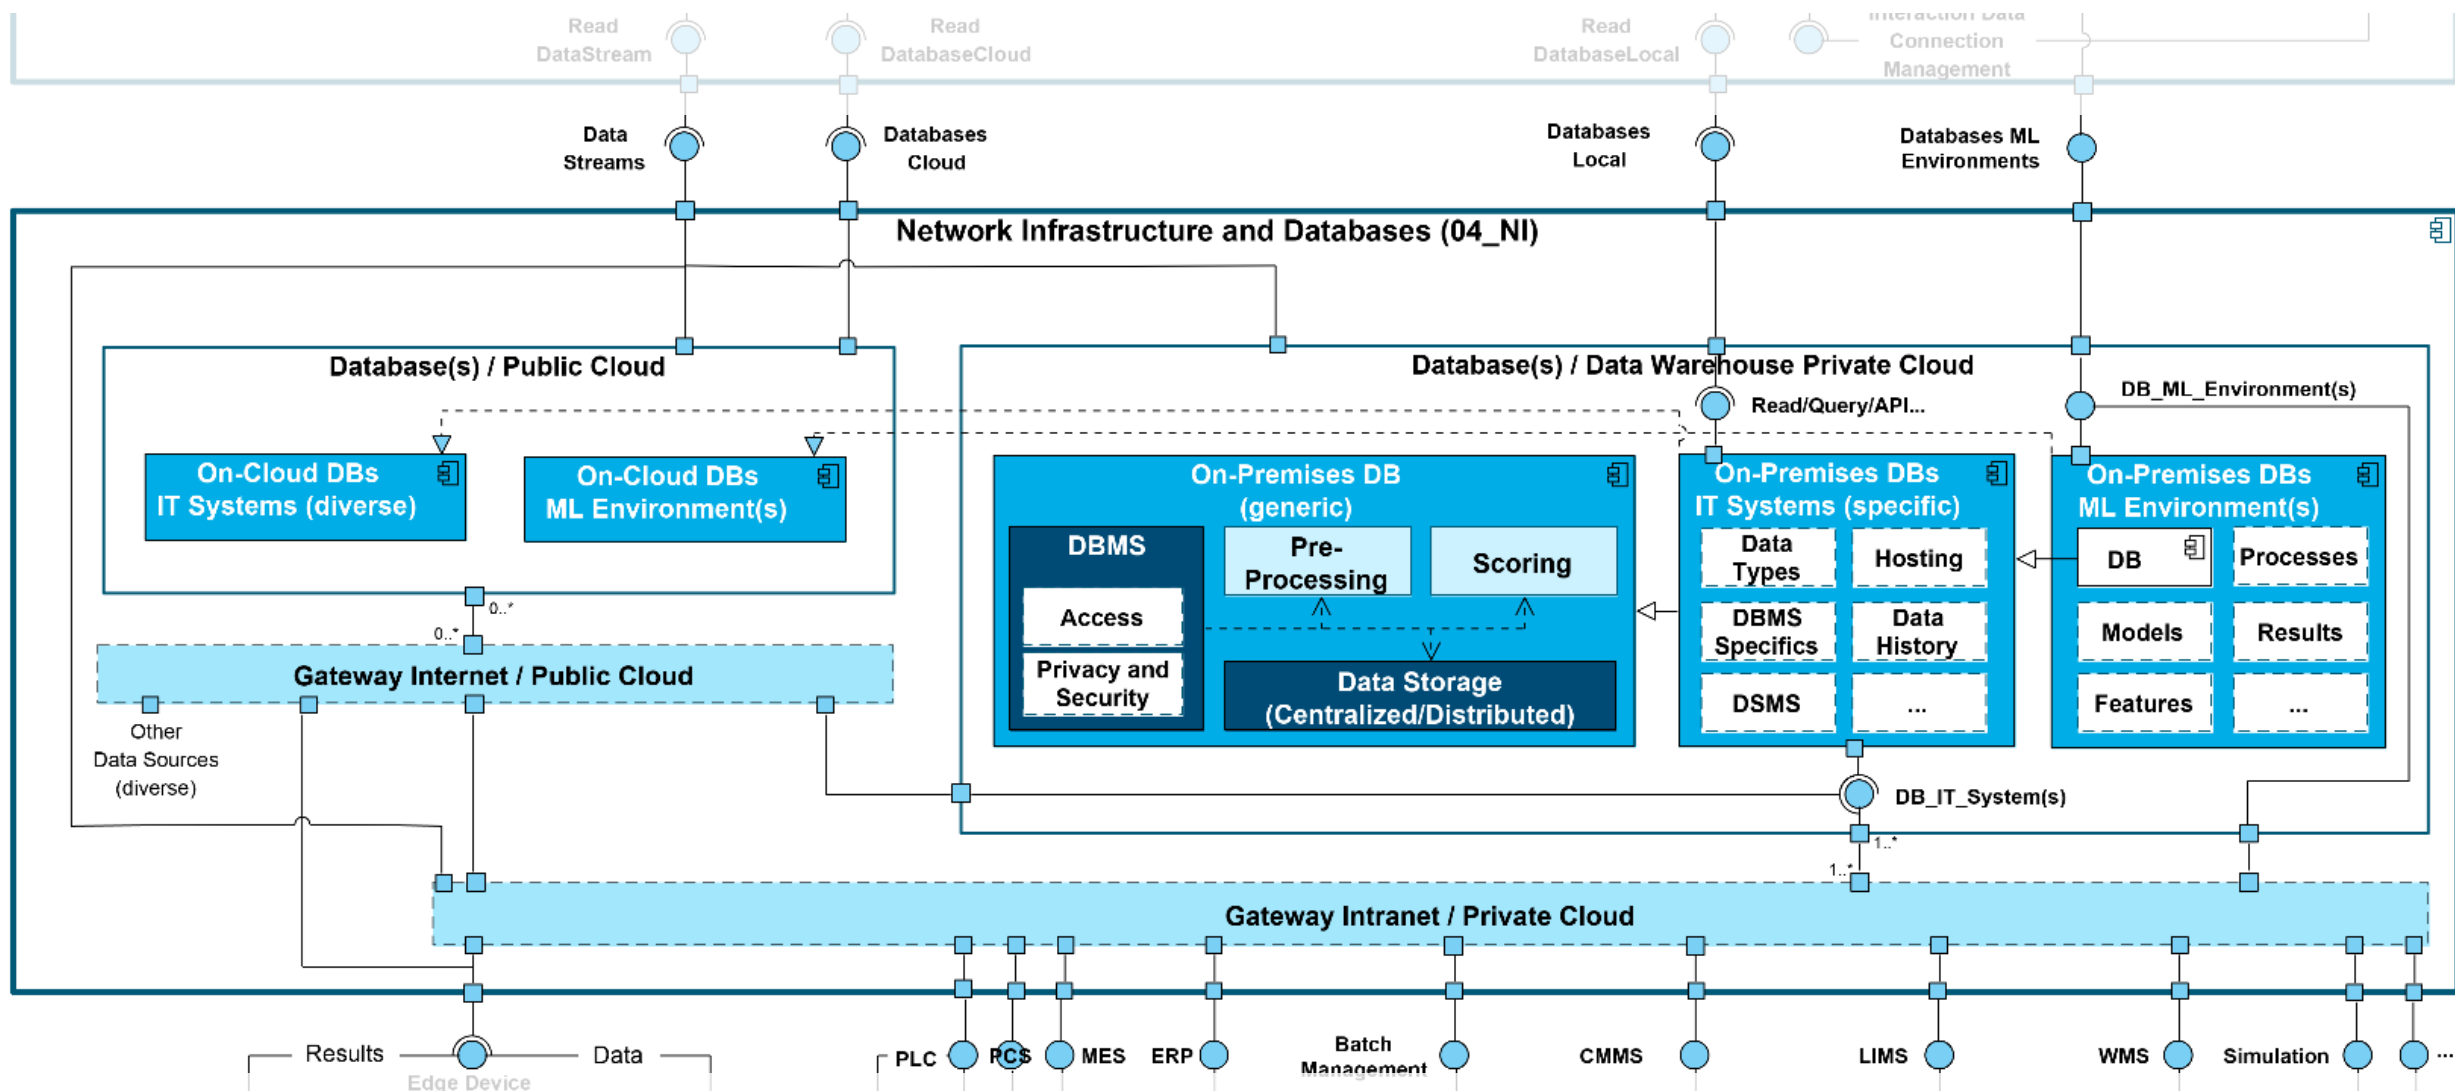 Read
DataStream
Read
DatabaseCloud
Read
DatabaseLocal
Interaction Data
Connection
Management
Data
Streams
Databases
Cloud
Databases
Local
Databases ML
Environments
Network Infrastructure and Databases (04_NI)
Database(s) / Public Cloud
Database(s) / Data Warehouse Private Cloud
Read/Query/API...
DB_ML_Environment(s)
On-Cloud DBs
IT Systems (diverse)
On-Cloud DBs
ML Environment(s)
On-Premises DB
(generic)
DBMS
Access
Privacy and
Security
Pre-
Processing
Scoring
Data Storage
(Centralized/Distributed)
On-Premises DBs
IT Systems (specific)
Data
Types
Hosting
DBMS
Specifics
Data
History
DSMS
...
On-Premises DBs
ML Environment(s)
DB
Processes
Models
Results
Features
...
0..*
0..*
Gateway Internet / Public Cloud
Other
Data Sources
(diverse)
DB_IT_System(s)
1..*
1..*
Gateway Intranet / Private Cloud
Results
Data
Edge Device
PLC
PCS
MES
ERP
Batch
Management
CMMS
LIMS
WMS
Simulation
...